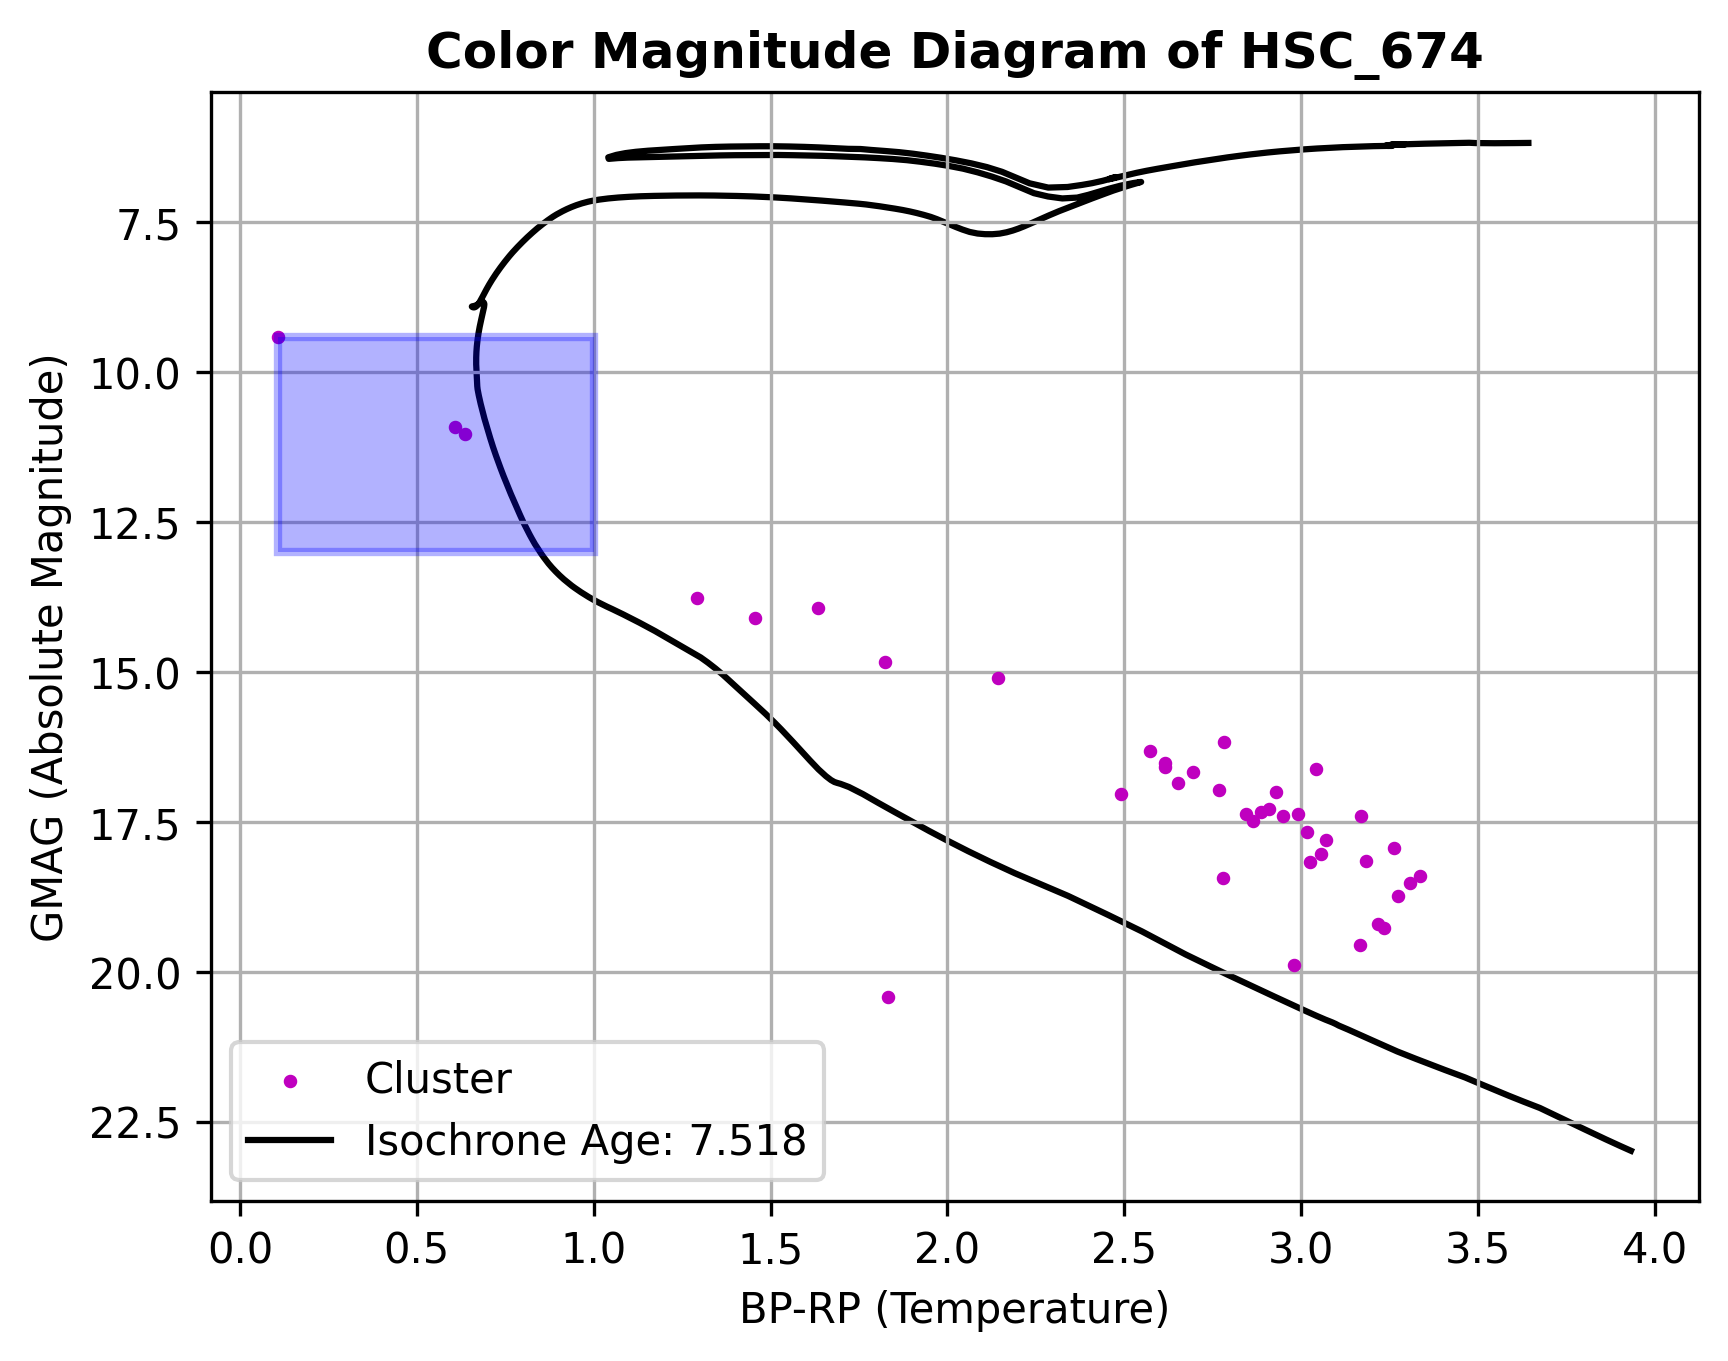 Color Magnitude Diagram of HSC_674
GMAG (Absolute Magnitude)
7.5
10.0
12.5
15.0
17.5
20.0
22.5
Cluster
Isochrone Age: 7.518
0.0 0.5 1.0 1.5 2.0 2.5 3.0 3.5 4.0
BP-RP (Temperature)